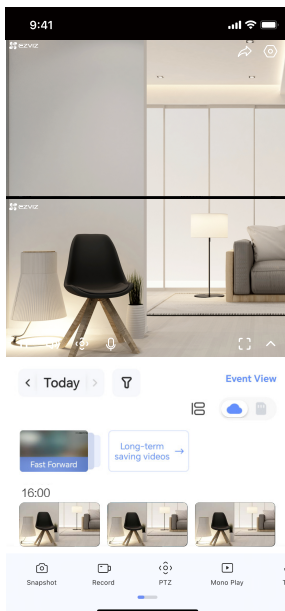 9:41
ezviz
ezviz
Today
Event View
Fast Forward
Long-term
saving videos
16:00
Snapshot
Record
PTZ
Mono Play